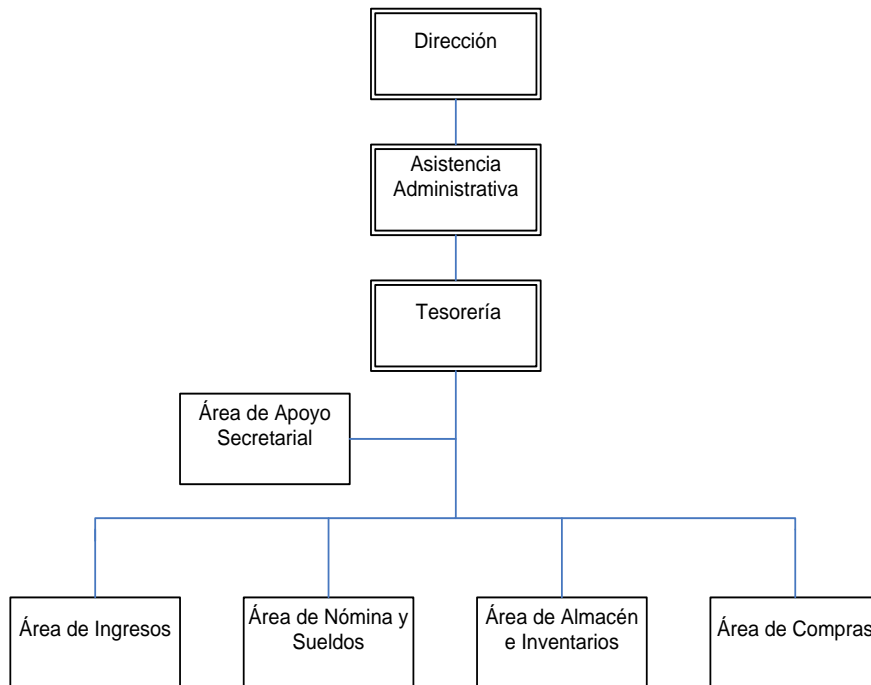 Dirección
Asistencia
Administrativa
Tesorería
Área de Apoyo
Secretarial
Área de Ingresos
Área de Nómina y
Sueldos
Área de Almacén
e Inventarios
Área de Compras